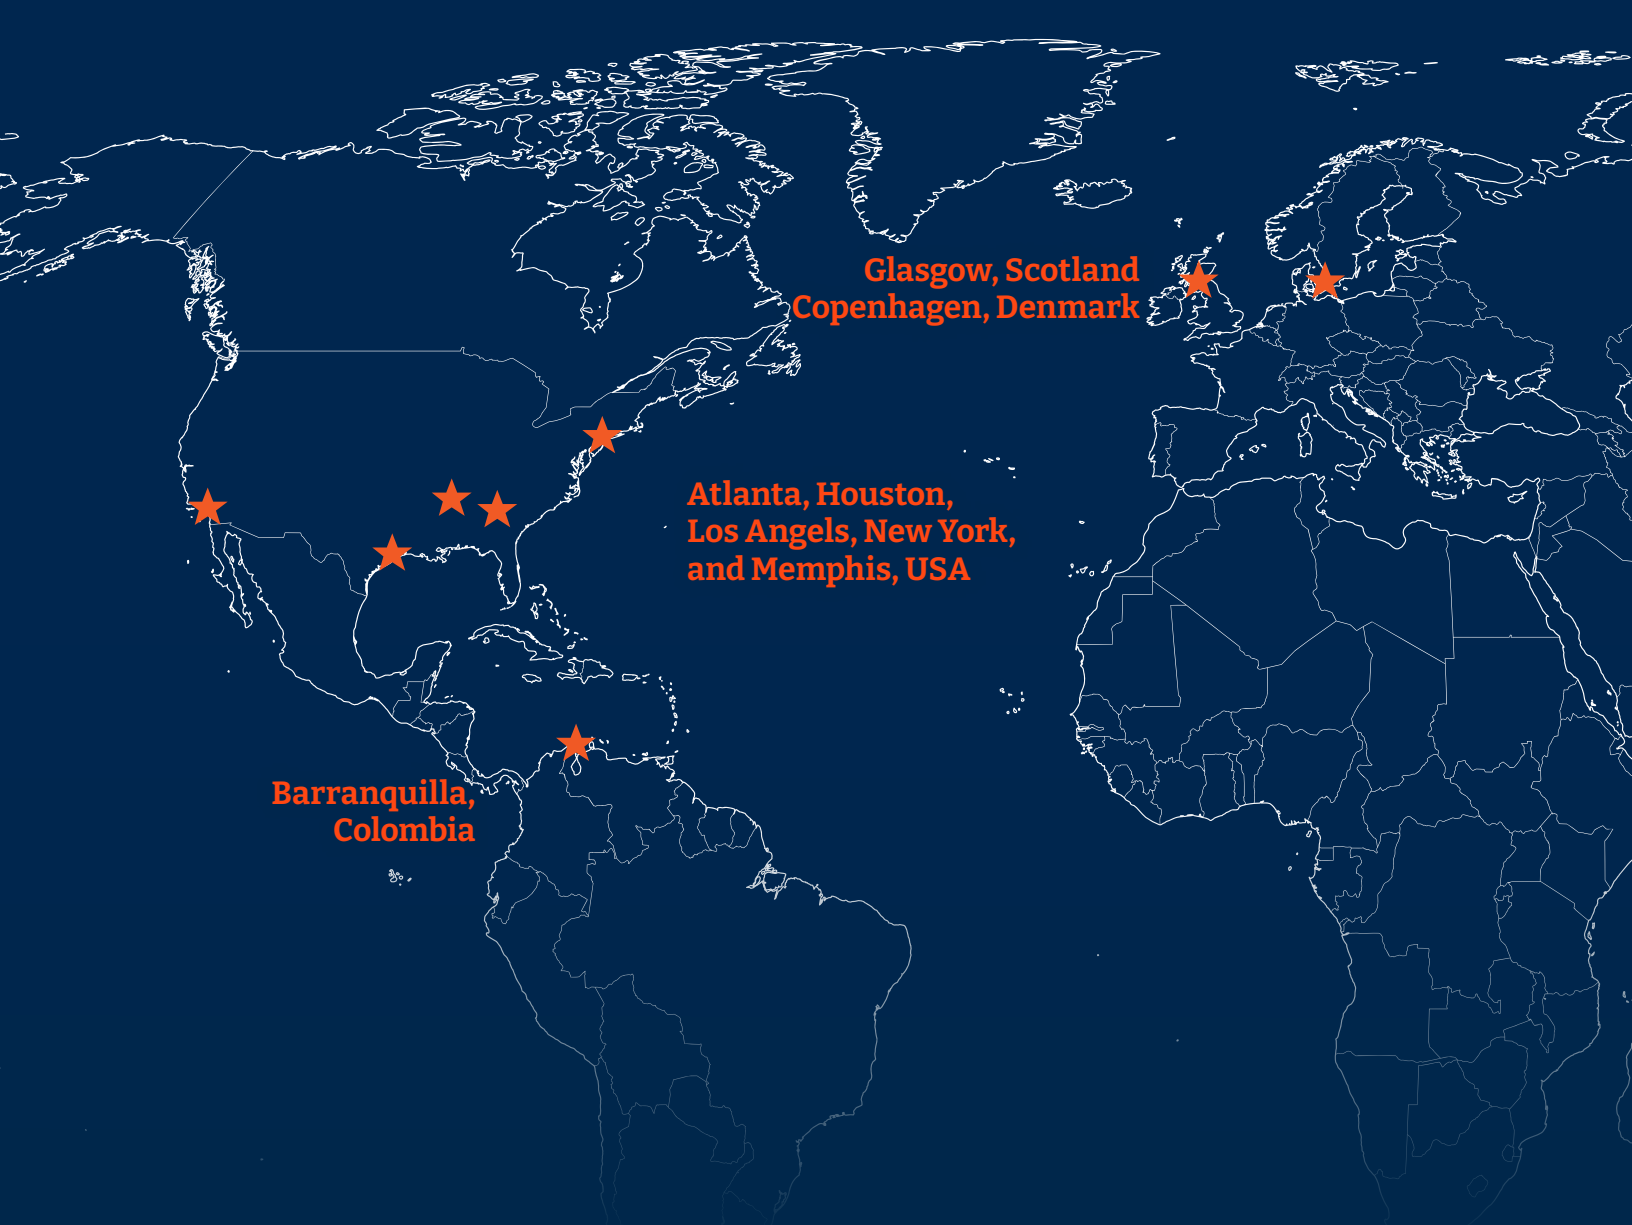 Glasgow, Scotland
Copenhagen, Denmark
Atlanta, Houston,
Los Angels, New York,
and Memphis, USA
Barranquilla,
Colombia